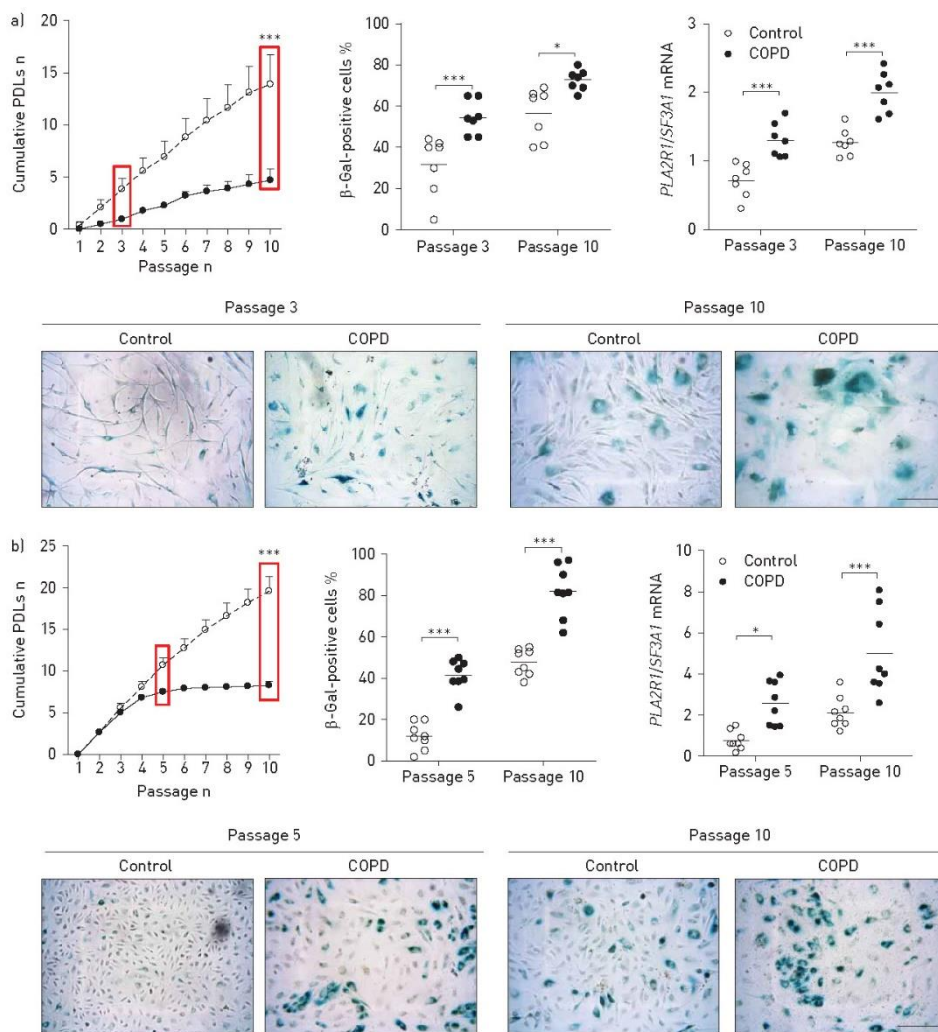 a)
Cumulative PDLs n
20
15
10
5
0
***
1 2 3 4 5 6 7 8 9 10
Passage n
β-Gal-positive cells %
100
80
60
40
20
0
***
*
Passage 3 Passage 10
PLA2R1/SF3A1 mRNA
3
2
1
0
Control
COPD
***
***
Passage 3 Passage 10
Passage 3 Passage 10
Control COPD Control COPD
b)
Cumulative PDLs n
25
20
15
10
5
0
***
1 2 3 4 5 6 7 8 9 10
Passage n
β-Gal-positive cells %
100
80
60
40
20
0
***
***
Passage 5 Passage 10
PLA2R1/SF3A1 mRNA
10
8
6
4
2
0
Control
COPD
*
***
Passage 5 Passage 10
Passage 5 Passage 10
Control COPD Control COPD